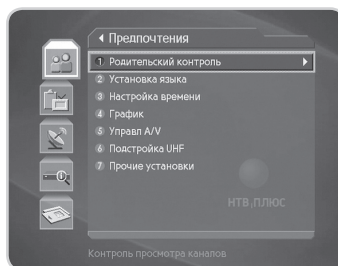 Предпочтения
1 Родительский контроль
2 Установка языка
3 Настройка времени
4 График
5 Управл A/V
6 Подстройка UHF
7 Прочие установки
НТВ,ПЛЮС
Контроль просмотра каналов